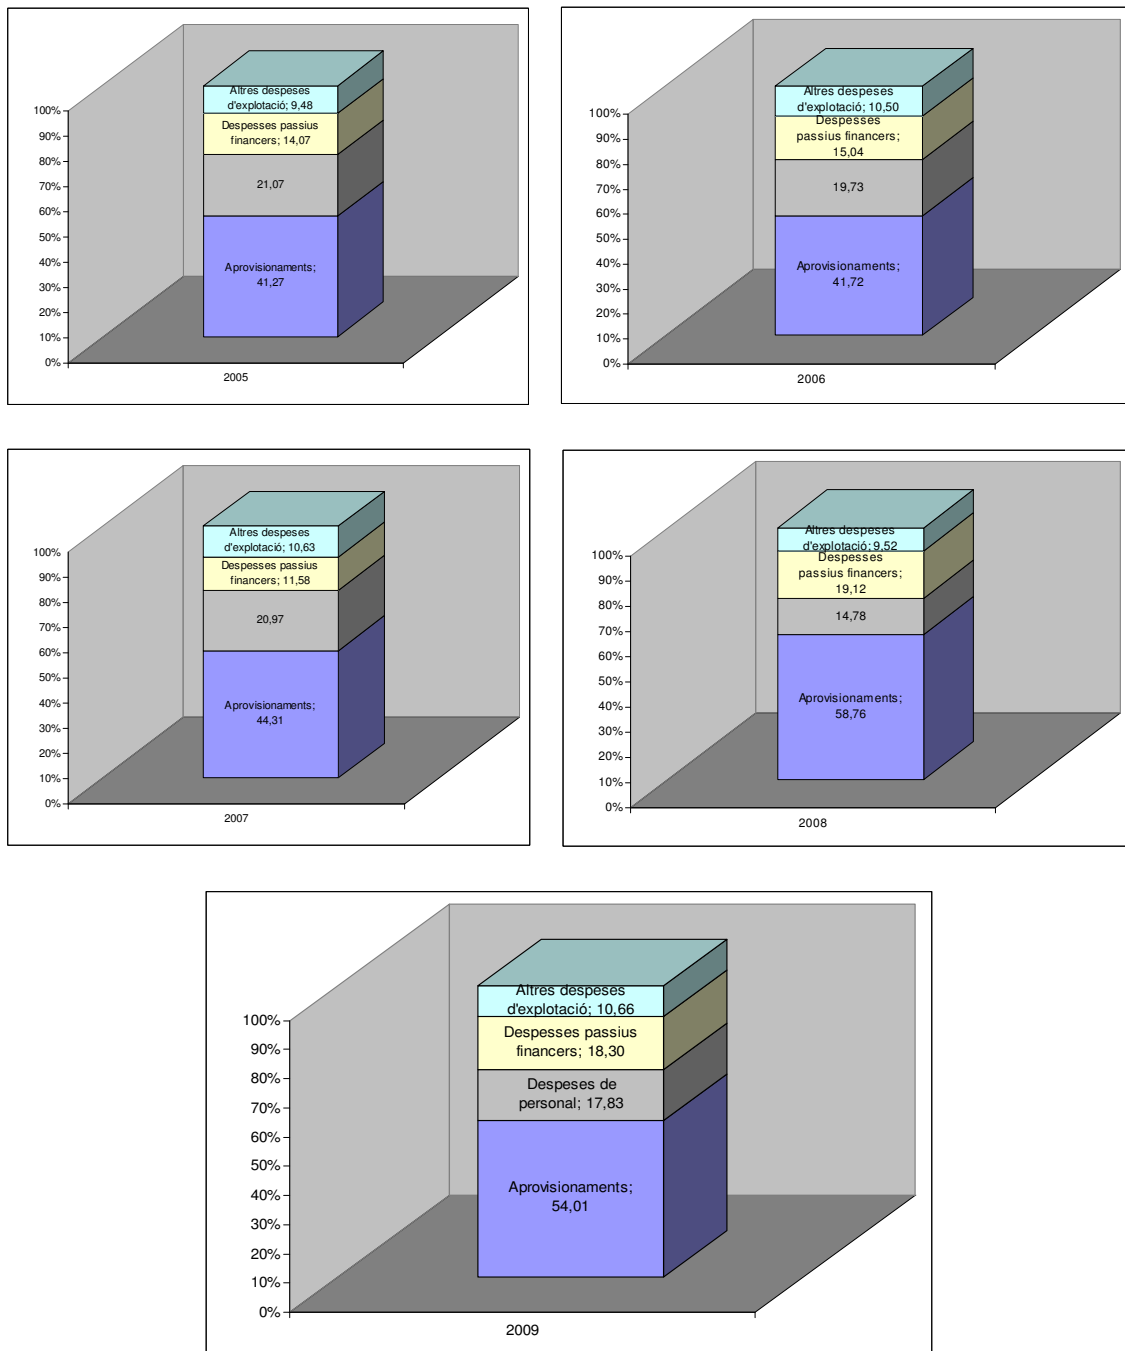 100%
90%
80%
70%
60%
50%
40%
30%
20%
10%
0%
Altres despeses
d'explotació; 9,48
Despesses passius
financers; 14,07
21,07
Aprovisionaments;
41,27
2005
100%
90%
80%
70%
60%
50%
40%
30%
20%
10%
0%
Altres despeses
d'explotació; 10,50
Despesses
passius financers;
15,04
19,73
Aprovisionaments;
41,72
2006
100%
90%
80%
70%
60%
50%
40%
30%
20%
10%
0%
Altres despeses
d'explotació; 10,63
Despesses passius
financers; 11,58
20,97
Aprovisionaments;
44,31
2007
100%
90%
80%
70%
60%
50%
40%
30%
20%
10%
0%
Altres despeses
d'explotació; 9,52
Despesses
passius financers;
19,12
14,78
Aprovisionaments;
58,76
2008
100%
90%
80%
70%
60%
50%
40%
30%
20%
10%
0%
Altres despeses
d'explotació; 10,66
Despesses passius
financers; 18,30
Despeses de
personal; 17,83
Aprovisionaments;
54,01
2009